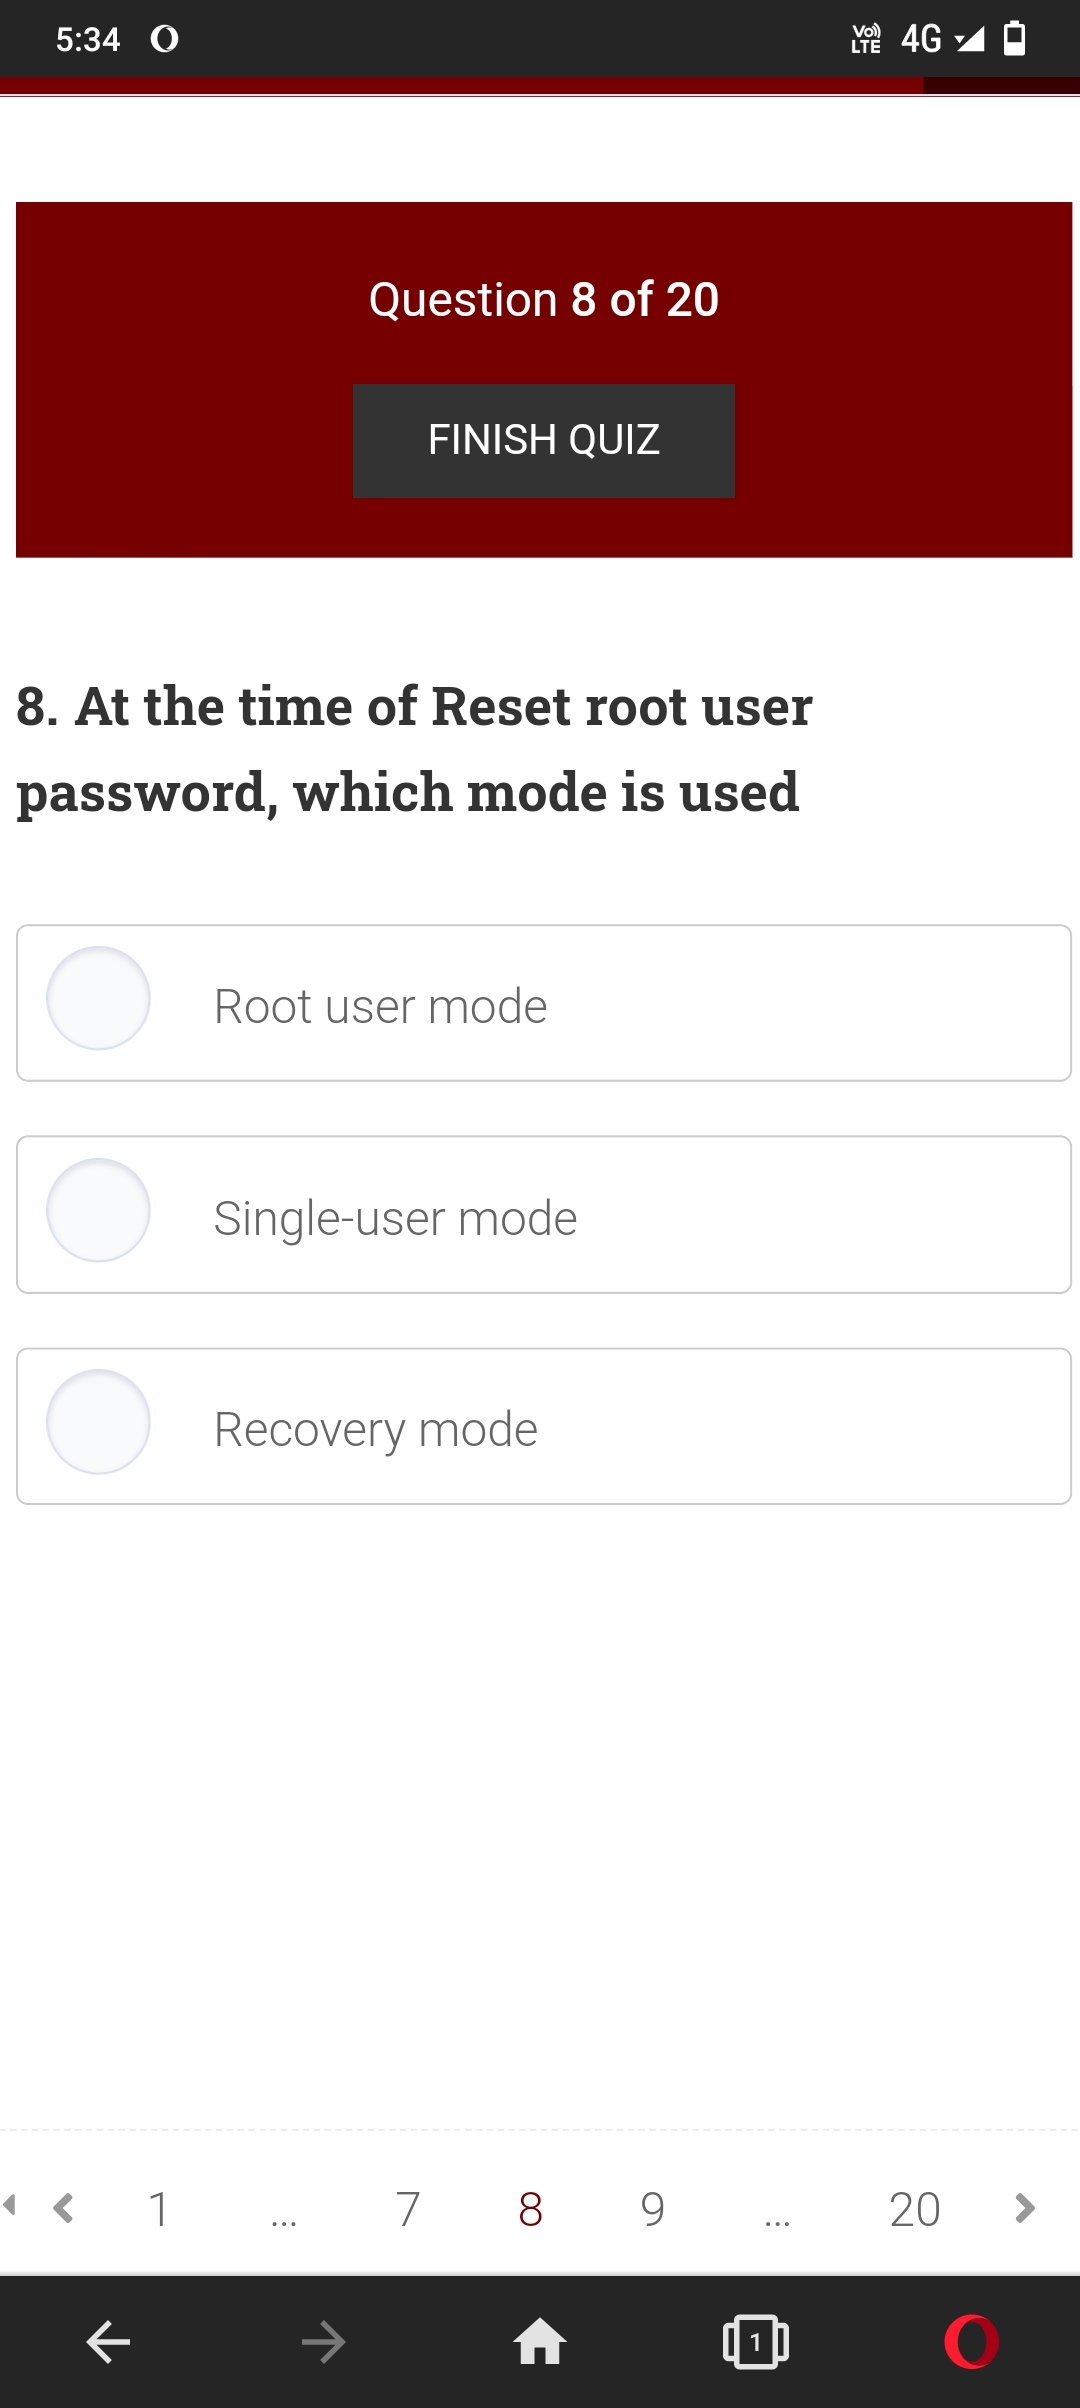 5:34
Vo)) LTE 4G
Question 8 of 20
FINISH QUIZ
8. At the time of Reset root user
password, which mode is used
Root user mode
Single-user mode
Recovery mode
1 ... 7 8 9 ... 20
1